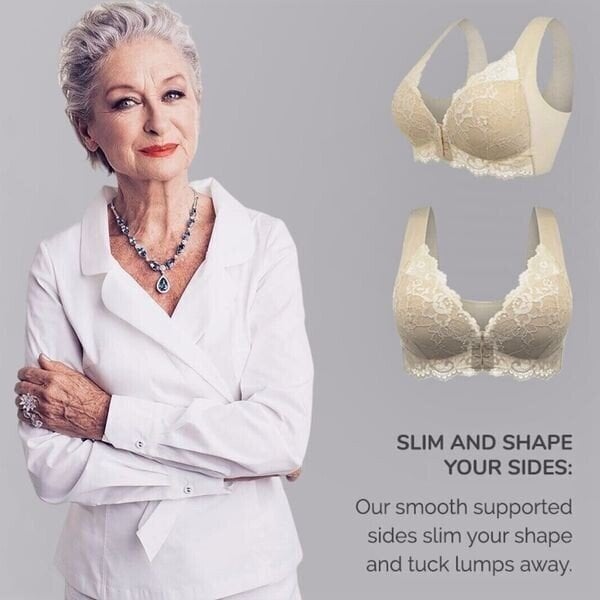 SLIM AND SHAPE
YOUR SIDES:
Our smooth supported
sides slim your shape
and tuck lumps away.